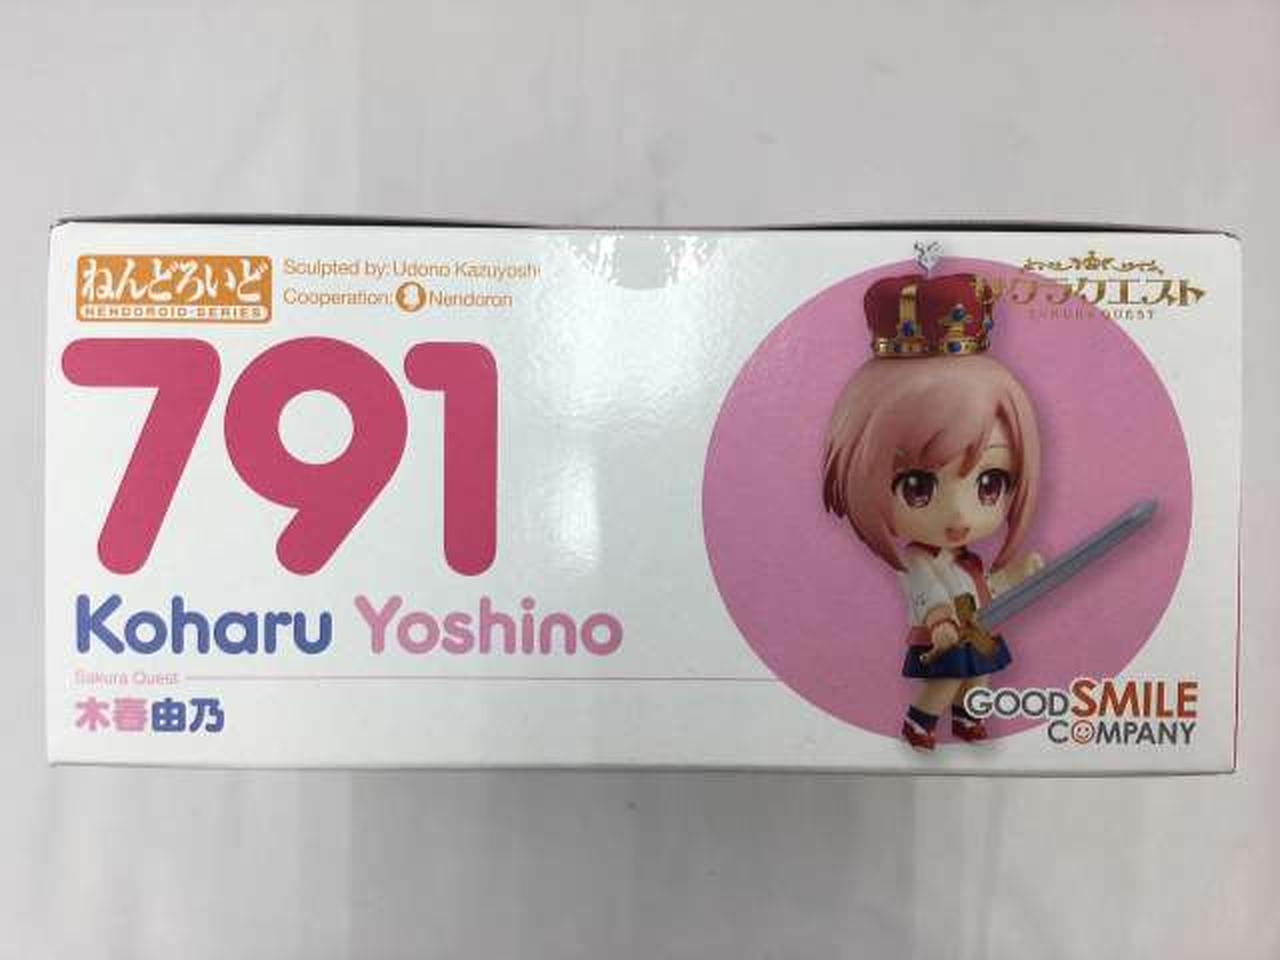 ねんどろいど
NENDOROID-SERIES
Sculpted by: Udono Kazuyoshi
Cooperation: Nendoron
791
Koharu Yoshino
Sakura Quest
木春由乃
サクラクエスト
SAKURA QUEST
GOOD SMILE
COMPANY